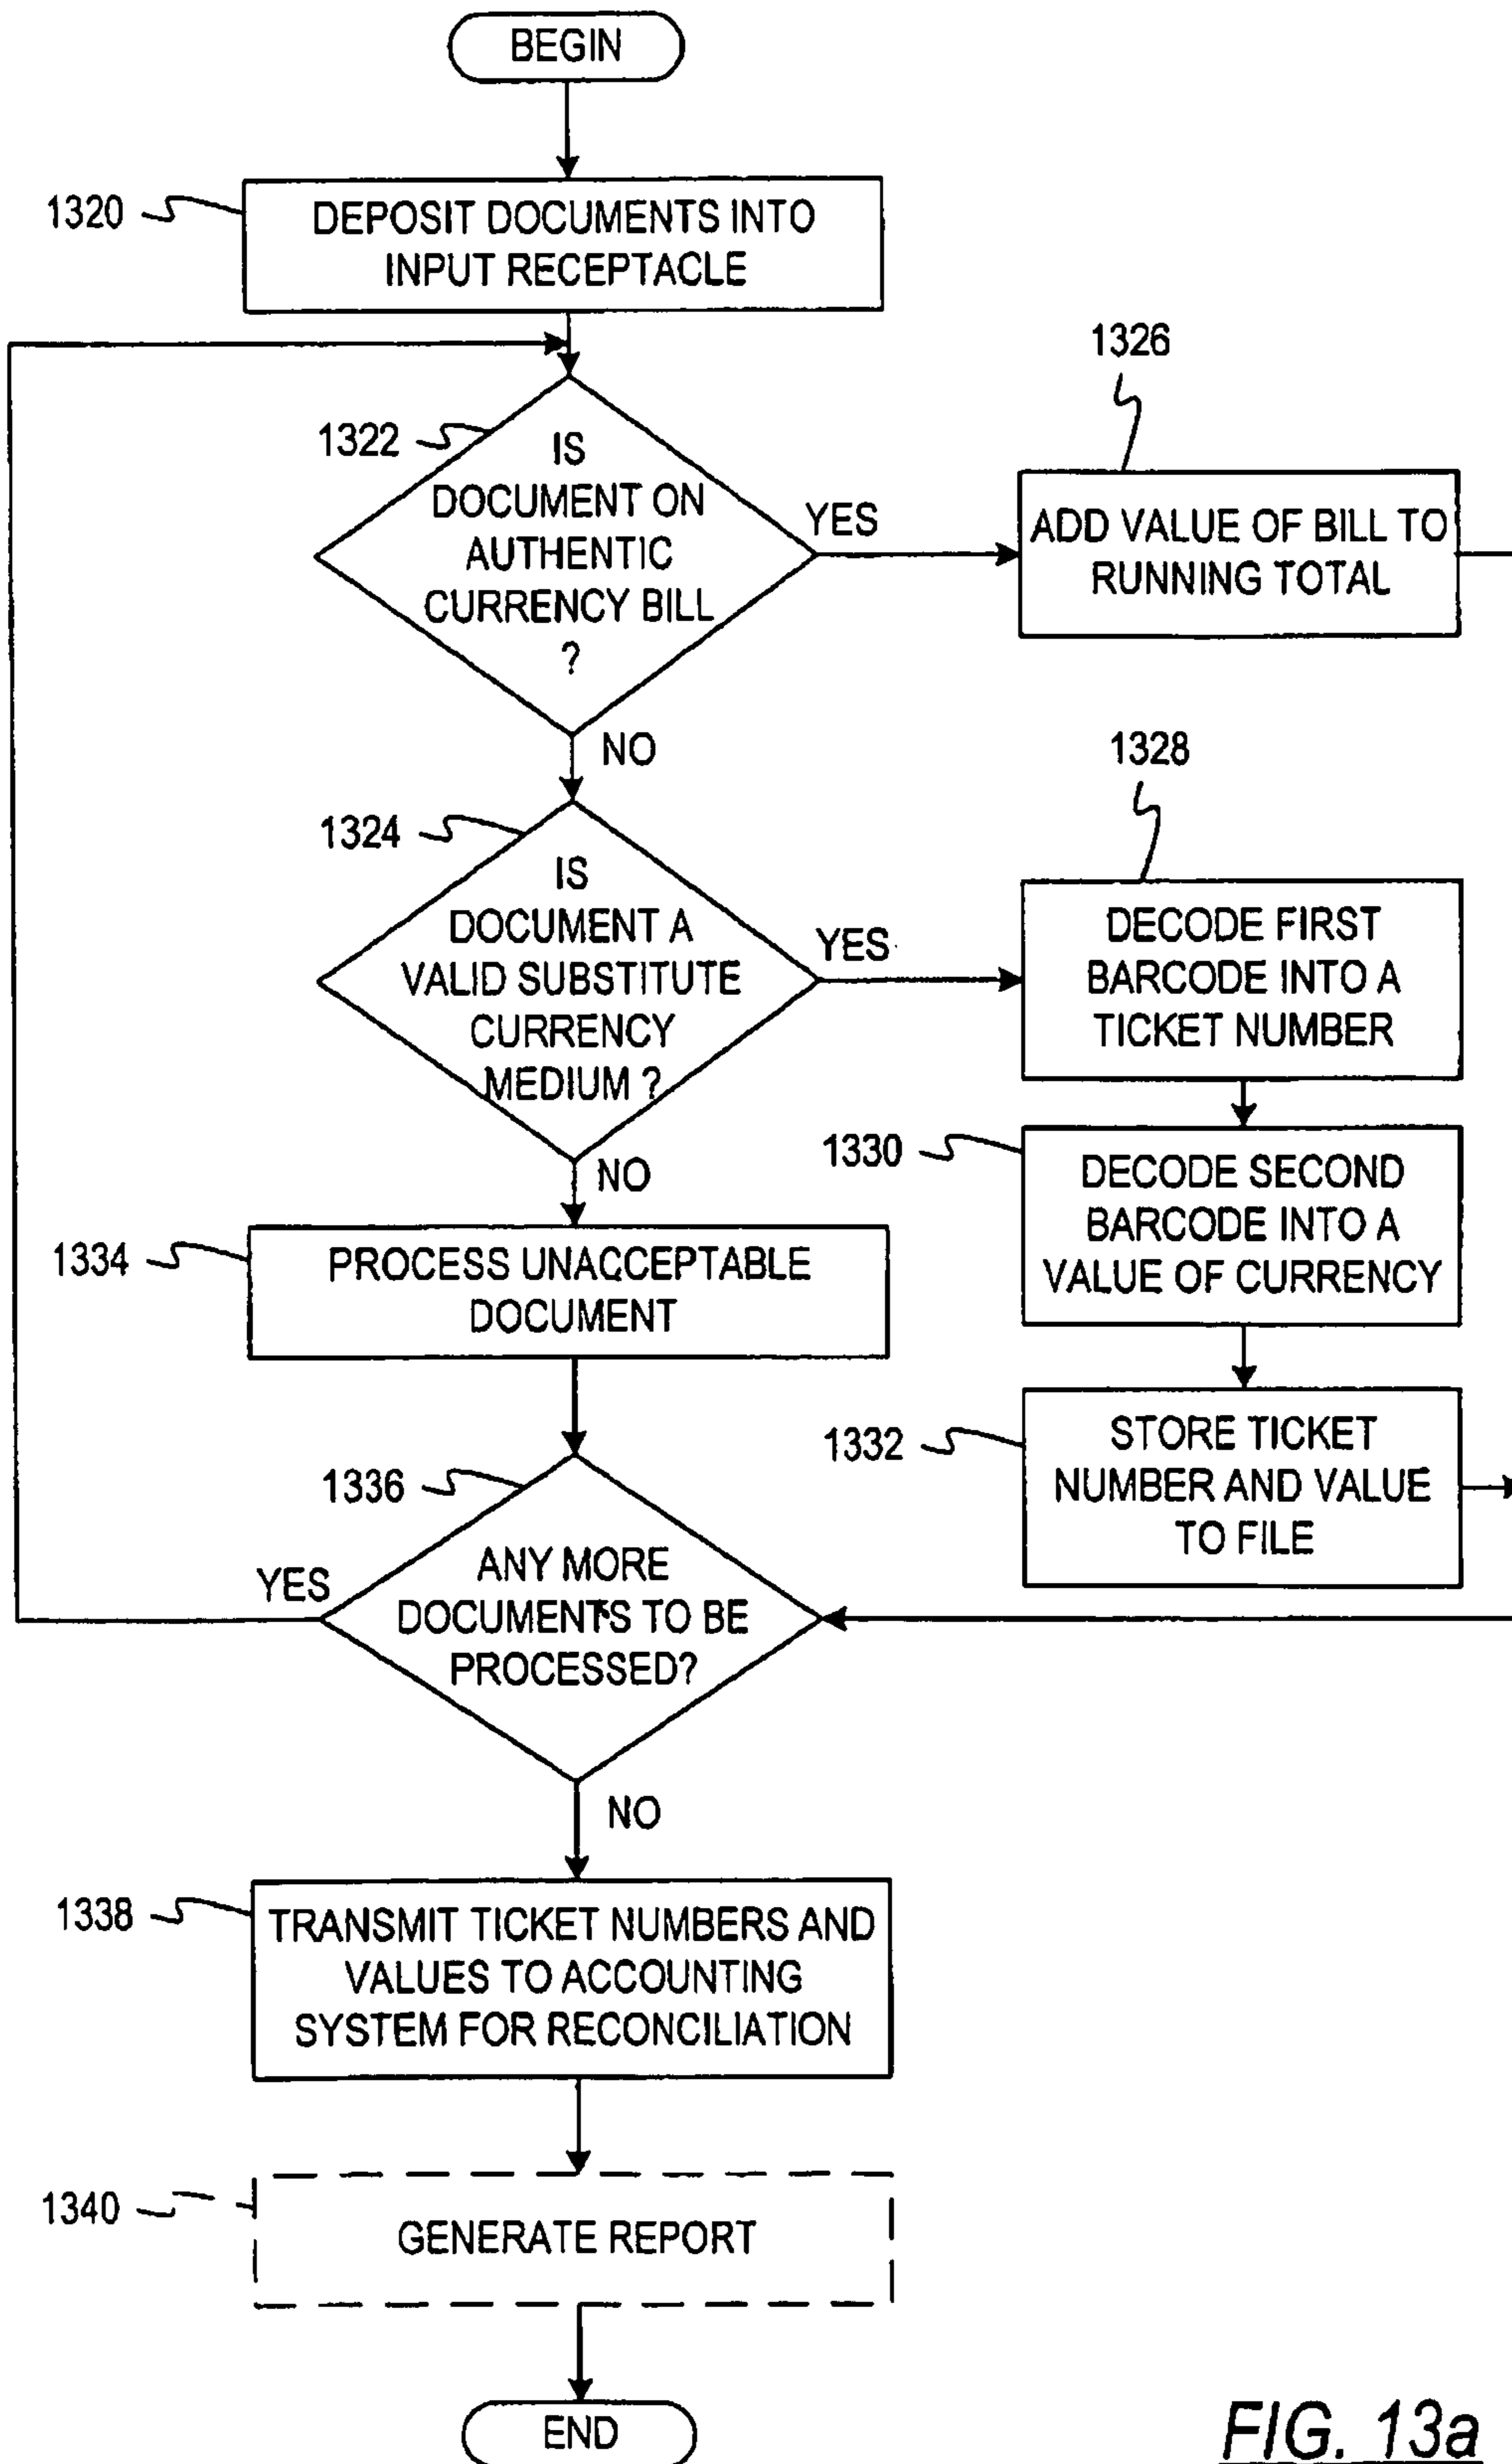 BEGIN
1320
DEPOSIT DOCUMENTS INTO
INPUT RECEPTACLE
1322
IS
DOCUMENT ON
AUTHENTIC
CURRENCY BILL
?
YES
1326
ADD VALUE OF BILL TO
RUNNING TOTAL
NO
1324
IS
DOCUMENT A
VALID SUBSTITUTE
CURRENCY
MEDIUM ?
YES
1328
DECODE FIRST
BARCODE INTO A
TICKET NUMBER
1330
DECODE SECOND
BARCODE INTO A
VALUE OF CURRENCY
1332
STORE TICKET
NUMBER AND VALUE
TO FILE
NO
1334
PROCESS UNACCEPTABLE
DOCUMENT
1336
ANY MORE
DOCUMENTS TO BE
PROCESSED?
YES
NO
1338
TRANSMIT TICKET NUMBERS AND
VALUES TO ACCOUNTING
SYSTEM FOR RECONCILIATION
1340
GENERATE REPORT
END
FIG. 13a